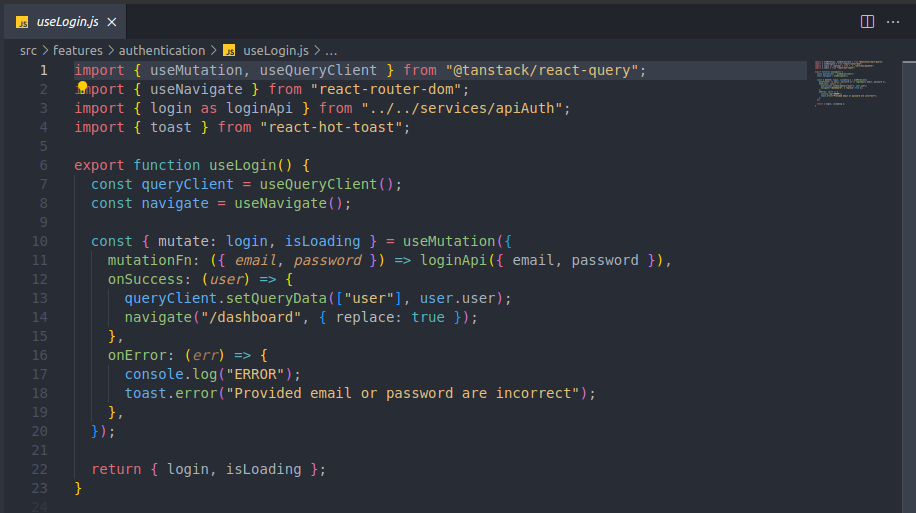 JS useLogin.js ×
src > features > authentication > JS useLogin.js > ...
1 import { useMutation, useQueryClient } from "@tanstack/react-query";
2 import { useNavigate } from "react-router-dom";
3 import { login as loginApi } from "../../services/apiAuth";
4 import { toast } from "react-hot-toast";
5
6 export function useLogin() {
7   const queryClient = useQueryClient();
8   const navigate = useNavigate();
9
10   const { mutate: login, isLoading } = useMutation({
11     mutationFn: ({ email, password }) => loginApi({ email, password }),
12     onSuccess: (user) => {
13       queryClient.setQueryData(["user"], user.user);
14       navigate("/dashboard", { replace: true });
15     },
16     onError: (err) => {
17       console.log("ERROR");
18       toast.error("Provided email or password are incorrect");
19     },
20   });
21
22   return { login, isLoading };
23 }
24